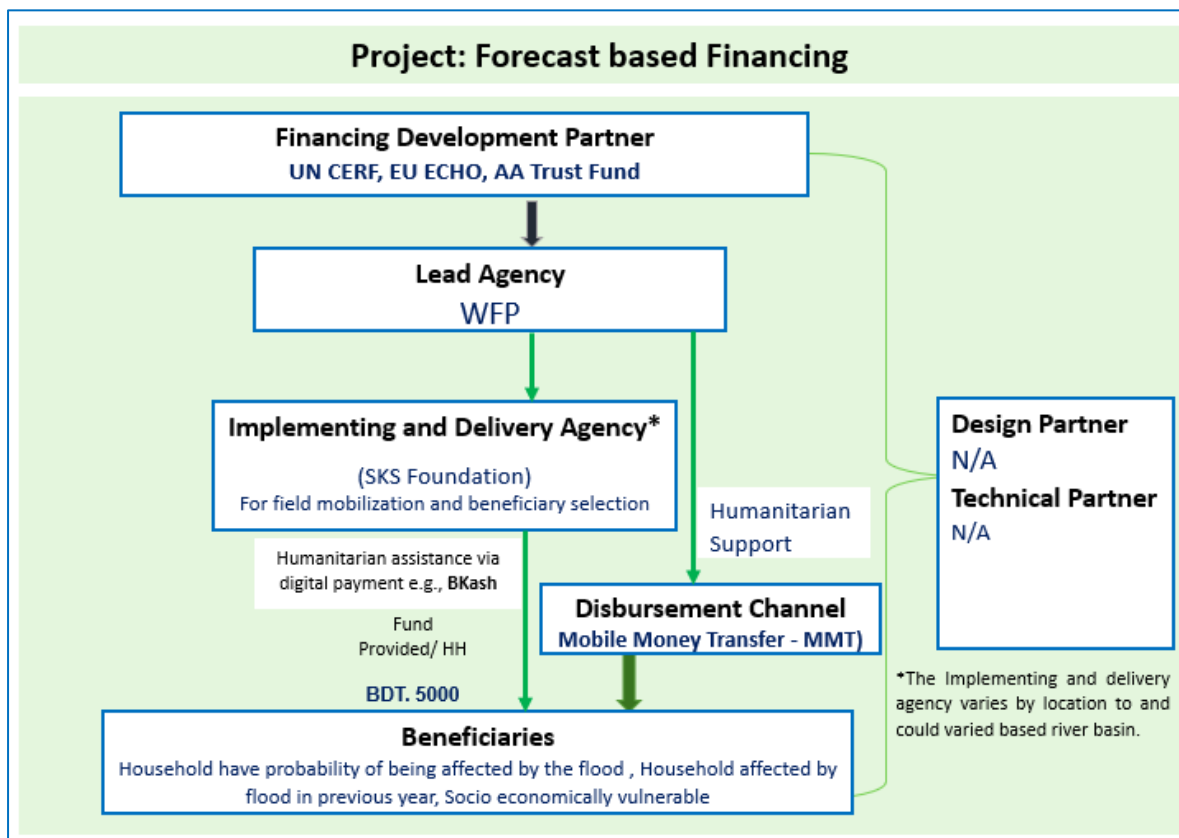 Project: Forecast based Financing
Financing Development Partner
UN CERF, EU ECHO, AA Trust Fund
Lead Agency
WFP
Implementing and Delivery Agency*
(SKS Foundation)
For field mobilization and beneficiary selection
Humanitarian
Support
Humanitarian assistance via
digital payment e.g., BKash
Fund
Provided/ HH
BDT. 5000
Disbursement Channel
Mobile Money Transfer - MMT)
Beneficiaries
Household have probability of being affected by the flood , Household affected by
flood in previous year, Socio economically vulnerable
Design Partner
N/A
Technical Partner
N/A
*The Implementing and delivery
agency varies by location to and
could varied based river basin.